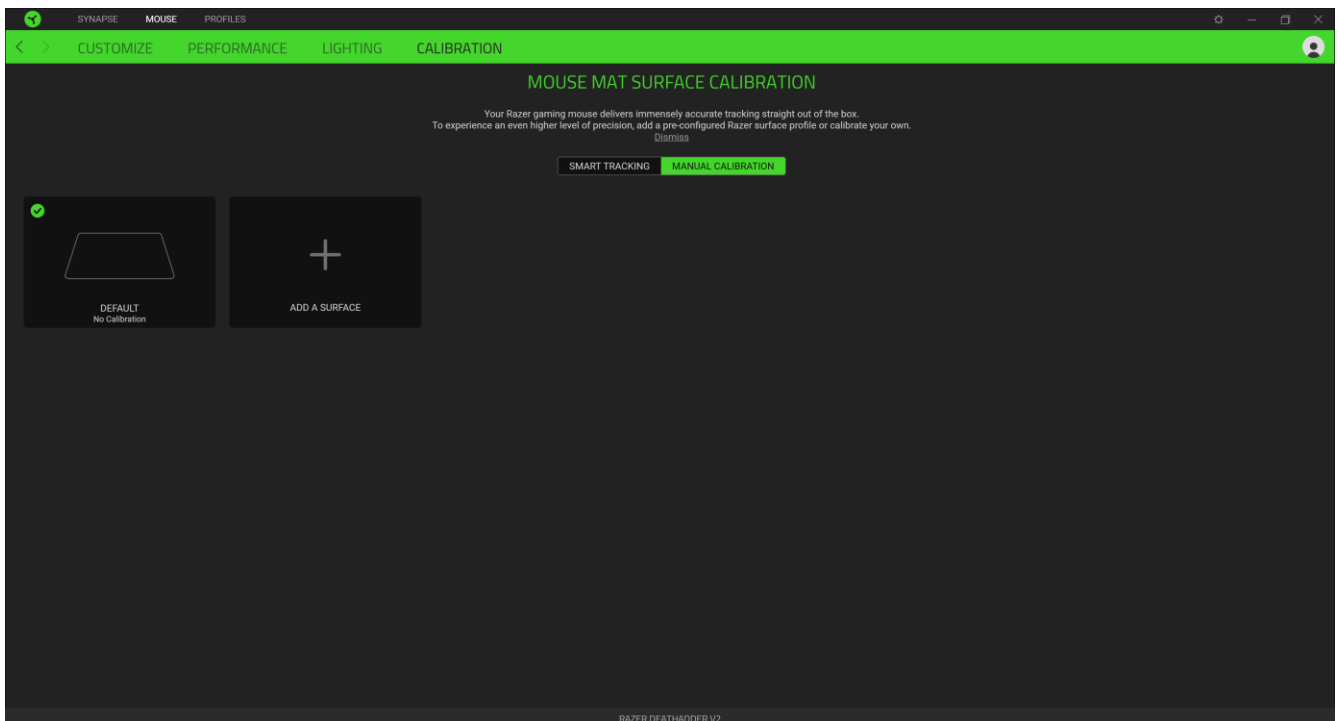 SYNAPSE MOUSE PROFILES
CUSTOMIZE PERFORMANCE LIGHTING CALIBRATION
MOUSE MAT SURFACE CALIBRATION
Your Razer gaming mouse delivers immensely accurate tracking straight out of the box.
To experience an even higher level of precision, add a pre-configured Razer surface profile or calibrate your own.
Dismiss
SMART TRACKING MANUAL CALIBRATION
DEFAULT
No Calibration
ADD A SURFACE
RAZER DEATHADDER V2